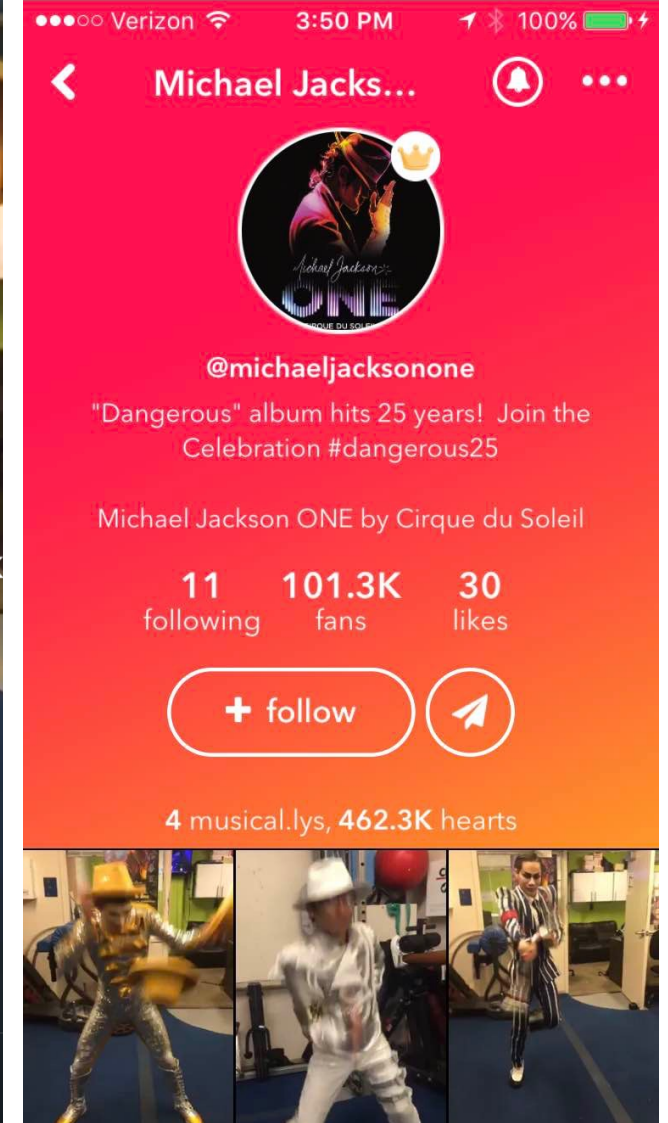 Verizon 3:50 PM 100%
Michael Jacks...
Michael Jackson
ONE
CIRQUE DU SOLEIL
@michaeljacksonone
"Dangerous" album hits 25 years! Join the
Celebration #dangerous25
Michael Jackson ONE by Cirque du Soleil
11 101.3K 30
following fans likes
+ follow
4 musical.lys, 462.3K hearts